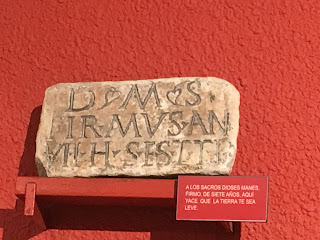 D❦M❦S
FIRMVS·AN
VII·H·S·E·S·T·T·L
A LOS SACROS DIOSES MANES,
FIRMO, DE SIETE AÑOS, AQUÍ
YACE. QUE LA TIERRA TE SEA
LEVE.